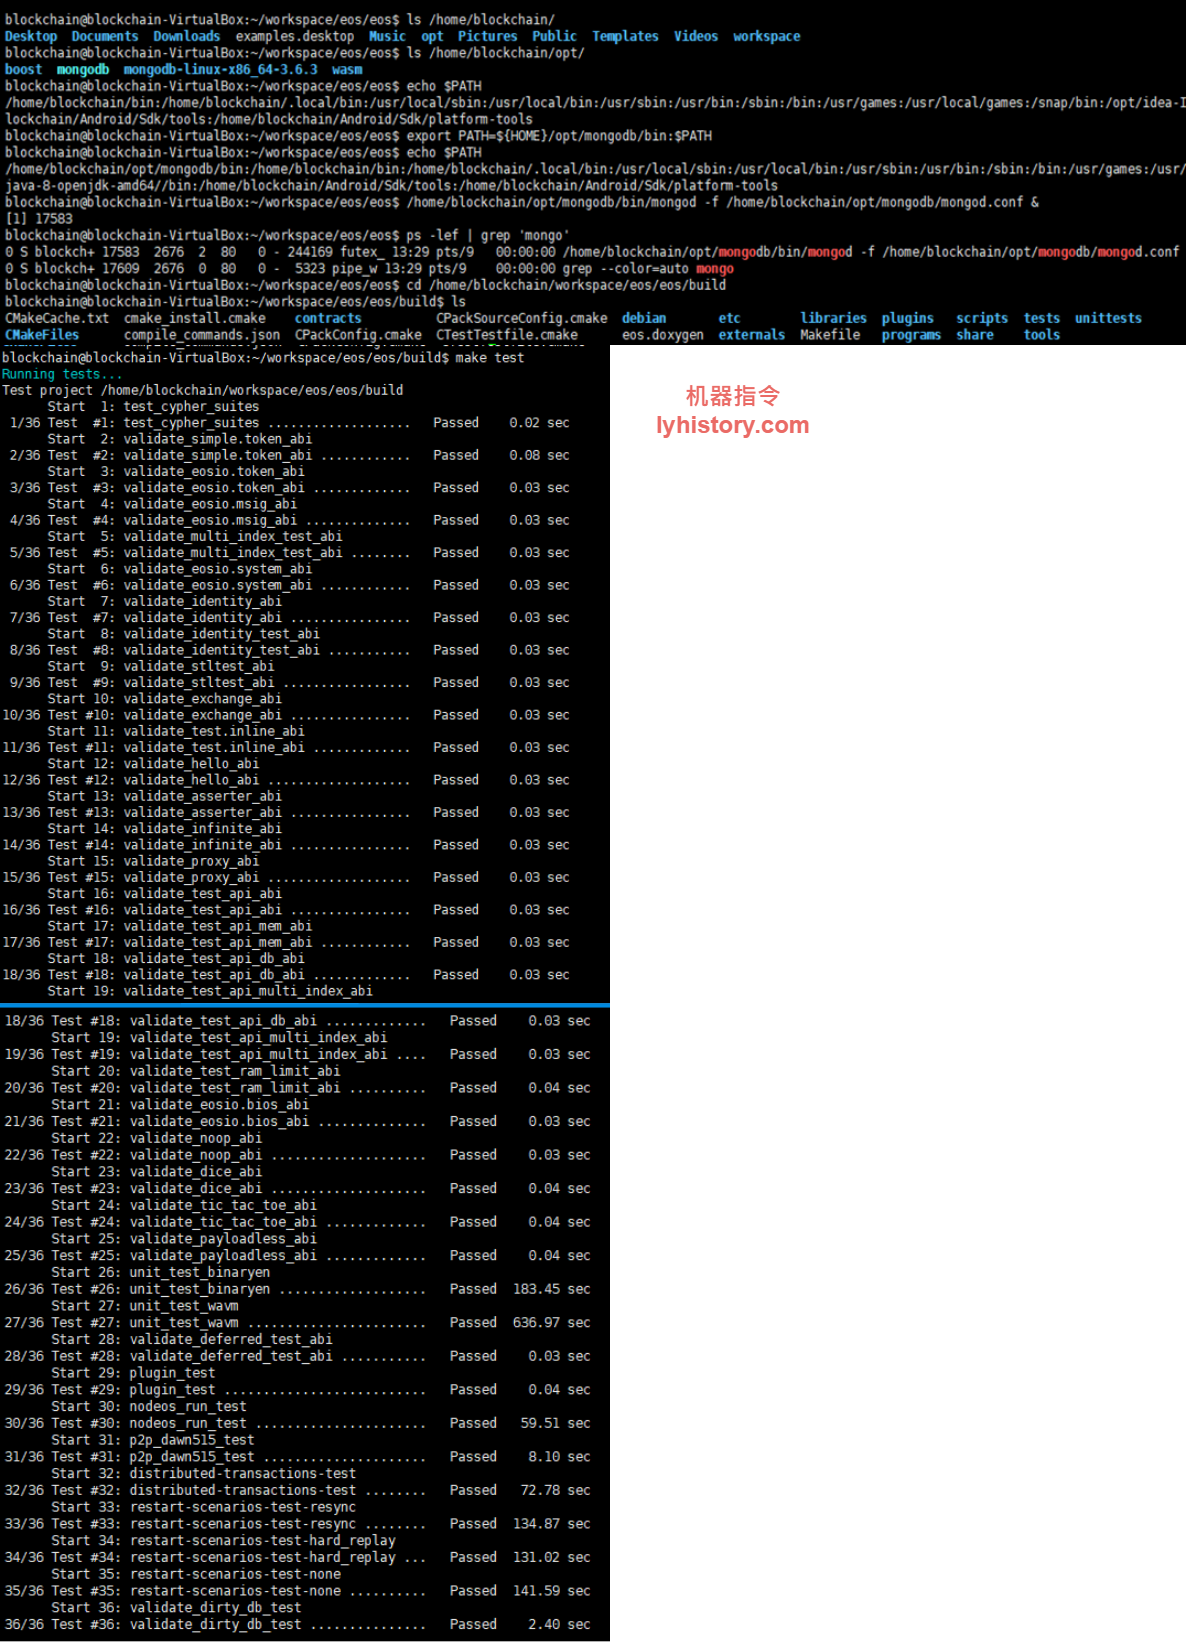 blockchain@blockchain-VirtualBox:~/workspace/eos/eos$ ls /home/blockchain/
Desktop  Documents  Downloads  examples.desktop  Music  opt  Pictures  Public  Templates  Videos  workspace
blockchain@blockchain-VirtualBox:~/workspace/eos/eos$ ls /home/blockchain/opt/
boost  mongodb  mongodb-linux-x86_64-3.6.3  wasm
blockchain@blockchain-VirtualBox:~/workspace/eos/eos$ echo $PATH
/home/blockchain/bin:/home/blockchain/.local/bin:/usr/local/sbin:/usr/local/bin:/usr/sbin:/usr/bin:/sbin:/bin:/usr/games:/usr/local/games:/snap/bin:/opt/idea-I
lockchain/Android/Sdk/tools:/home/blockchain/Android/Sdk/platform-tools
blockchain@blockchain-VirtualBox:~/workspace/eos/eos$ export PATH=${HOME}/opt/mongodb/bin:$PATH
blockchain@blockchain-VirtualBox:~/workspace/eos/eos$ echo $PATH
/home/blockchain/opt/mongodb/bin:/home/blockchain/bin:/home/blockchain/.local/bin:/usr/local/sbin:/usr/local/bin:/usr/sbin:/usr/bin:/sbin:/bin:/usr/games:/usr/
java-8-openjdk-amd64//bin:/home/blockchain/Android/Sdk/tools:/home/blockchain/Android/Sdk/platform-tools
blockchain@blockchain-VirtualBox:~/workspace/eos/eos$ /home/blockchain/opt/mongodb/bin/mongod -f /home/blockchain/opt/mongodb/mongod.conf &
[1] 17583
blockchain@blockchain-VirtualBox:~/workspace/eos/eos$ ps -lef | grep 'mongo'
0 S blockch+ 17583  2676  2  80   0 - 244169 futex_ 13:29 pts/9   00:00:00 /home/blockchain/opt/mongodb/bin/mongod -f /home/blockchain/opt/mongodb/mongod.conf
0 S blockch+ 17609  2676  0  80   0 -  5323 pipe_w 13:29 pts/9    00:00:00 grep --color=auto mongo
blockchain@blockchain-VirtualBox:~/workspace/eos/eos$ cd /home/blockchain/workspace/eos/eos/build
blockchain@blockchain-VirtualBox:~/workspace/eos/eos/build$ ls
CMakeCache.txt  cmake_install.cmake    contracts          CPackSourceConfig.cmake  debian       etc        libraries  plugins   scripts  tests  unittests
CMakeFiles      compile_commands.json  CPackConfig.cmake  CTestTestfile.cmake      eos.doxygen  externals  Makefile   programs  share    tools
blockchain@blockchain-VirtualBox:~/workspace/eos/eos/build$ make test
Running tests...
Test project /home/blockchain/workspace/eos/eos/build
Start  1: test_cypher_suites
1/36 Test  #1: test_cypher_suites ...................   Passed    0.02 sec
Start  2: validate_simple.token_abi
2/36 Test  #2: validate_simple.token_abi ............   Passed    0.08 sec
Start  3: validate_eosio.token_abi
3/36 Test  #3: validate_eosio.token_abi .............   Passed    0.03 sec
Start  4: validate_eosio.msig_abi
4/36 Test  #4: validate_eosio.msig_abi ..............   Passed    0.03 sec
Start  5: validate_multi_index_test_abi
5/36 Test  #5: validate_multi_index_test_abi ........   Passed    0.03 sec
Start  6: validate_eosio.system_abi
6/36 Test  #6: validate_eosio.system_abi ............   Passed    0.03 sec
Start  7: validate_identity_abi
7/36 Test  #7: validate_identity_abi ................   Passed    0.03 sec
Start  8: validate_identity_test_abi
8/36 Test  #8: validate_identity_test_abi ...........   Passed    0.03 sec
Start  9: validate_stltest_abi
9/36 Test  #9: validate_stltest_abi .................   Passed    0.03 sec
Start 10: validate_exchange_abi
10/36 Test #10: validate_exchange_abi ................   Passed    0.03 sec
Start 11: validate_test.inline_abi
11/36 Test #11: validate_test.inline_abi .............   Passed    0.03 sec
Start 12: validate_hello_abi
12/36 Test #12: validate_hello_abi ...................   Passed    0.03 sec
Start 13: validate_asserter_abi
13/36 Test #13: validate_asserter_abi ................   Passed    0.03 sec
Start 14: validate_infinite_abi
14/36 Test #14: validate_infinite_abi ................   Passed    0.03 sec
Start 15: validate_proxy_abi
15/36 Test #15: validate_proxy_abi ...................   Passed    0.03 sec
Start 16: validate_test_api_abi
16/36 Test #16: validate_test_api_abi ................   Passed    0.03 sec
Start 17: validate_test_api_mem_abi
17/36 Test #17: validate_test_api_mem_abi ............   Passed    0.03 sec
Start 18: validate_test_api_db_abi
18/36 Test #18: validate_test_api_db_abi .............   Passed    0.03 sec
Start 19: validate_test_api_multi_index_abi
18/36 Test #18: validate_test_api_db_abi .............   Passed    0.03 sec
Start 19: validate_test_api_multi_index_abi
19/36 Test #19: validate_test_api_multi_index_abi ....   Passed    0.03 sec
Start 20: validate_test_ram_limit_abi
20/36 Test #20: validate_test_ram_limit_abi ..........   Passed    0.04 sec
Start 21: validate_eosio.bios_abi
21/36 Test #21: validate_eosio.bios_abi ..............   Passed    0.03 sec
Start 22: validate_noop_abi
22/36 Test #22: validate_noop_abi ....................   Passed    0.03 sec
Start 23: validate_dice_abi
23/36 Test #23: validate_dice_abi ....................   Passed    0.04 sec
Start 24: validate_tic_tac_toe_abi
24/36 Test #24: validate_tic_tac_toe_abi .............   Passed    0.04 sec
Start 25: validate_payloadless_abi
25/36 Test #25: validate_payloadless_abi .............   Passed    0.04 sec
Start 26: unit_test_binaryen
26/36 Test #26: unit_test_binaryen ...................   Passed  183.45 sec
Start 27: unit_test_wavm
27/36 Test #27: unit_test_wavm .......................   Passed  636.97 sec
Start 28: validate_deferred_test_abi
28/36 Test #28: validate_deferred_test_abi ...........   Passed    0.03 sec
Start 29: plugin_test
29/36 Test #29: plugin_test ..........................   Passed    0.04 sec
Start 30: nodeos_run_test
30/36 Test #30: nodeos_run_test ......................   Passed   59.51 sec
Start 31: p2p_dawn515_test
31/36 Test #31: p2p_dawn515_test .....................   Passed    8.10 sec
Start 32: distributed-transactions-test
32/36 Test #32: distributed-transactions-test ........   Passed   72.78 sec
Start 33: restart-scenarios-test-resync
33/36 Test #33: restart-scenarios-test-resync ........   Passed  134.87 sec
Start 34: restart-scenarios-test-hard_replay
34/36 Test #34: restart-scenarios-test-hard_replay ...   Passed  131.02 sec
Start 35: restart-scenarios-test-none
35/36 Test #35: restart-scenarios-test-none ..........   Passed  141.59 sec
Start 36: validate_dirty_db_test
36/36 Test #36: validate_dirty_db_test ...............   Passed    2.40 sec
机器指令
lyhistory.com